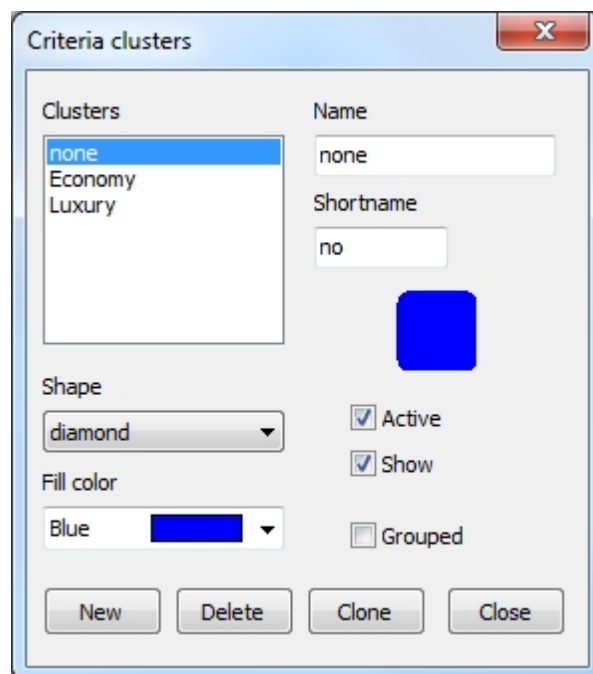 Criteria clusters
Clusters
none
Economy
Luxury
Name
none
Shortname
no
Shape
diamond
Fill color
Blue
Active
Show
Grouped
New
Delete
Clone
Close